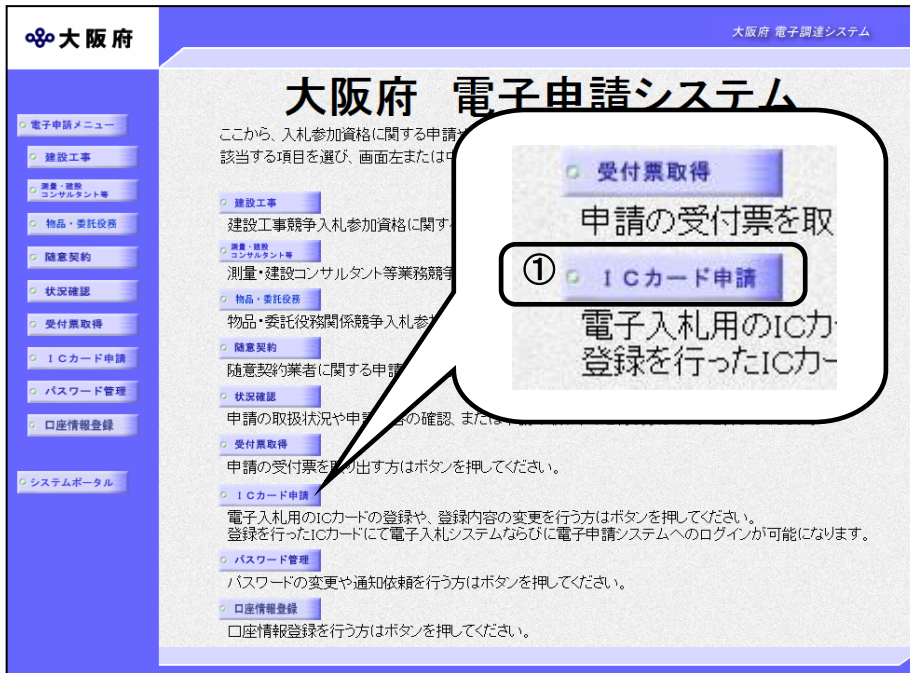 大阪府
大阪府 電子調達システム
電子申請メニュー
建設工事
測量・建設
コンサルタント等
物品・委託役務
随意契約
状況確認
受付票取得
ICカード申請
パスワード管理
口座情報登録
システムポータル
大阪府 電子申請システム
ここから、入札参加資格に関する申請
該当する項目を選び、画面左または
建設工事
建設工事競争入札参加資格に関す
測量・建設
コンサルタント等
測量・建設コンサルタント等業務競争
物品・委託役務
物品・委託役務関係競争入札参
随意契約
随意契約業者に関する申請
状況確認
申請の取扱状況や申 の確認、または
受付票取得
申請の受付票を取り出す方はボタンを押してください。
ICカード申請
電子入札用のICカードの登録や、登録内容の変更を行う方はボタンを押してください。
登録を行ったICカードにて電子入札システムならびに電子申請システムへのログインが可能になります。
パスワード管理
パスワードの変更や通知依頼を行う方はボタンを押してください。
口座情報登録
口座情報登録を行う方はボタンを押してください。
受付票取得
申請の受付票を取
① ICカード申請
電子入札用のICカ
登録を行ったICカー